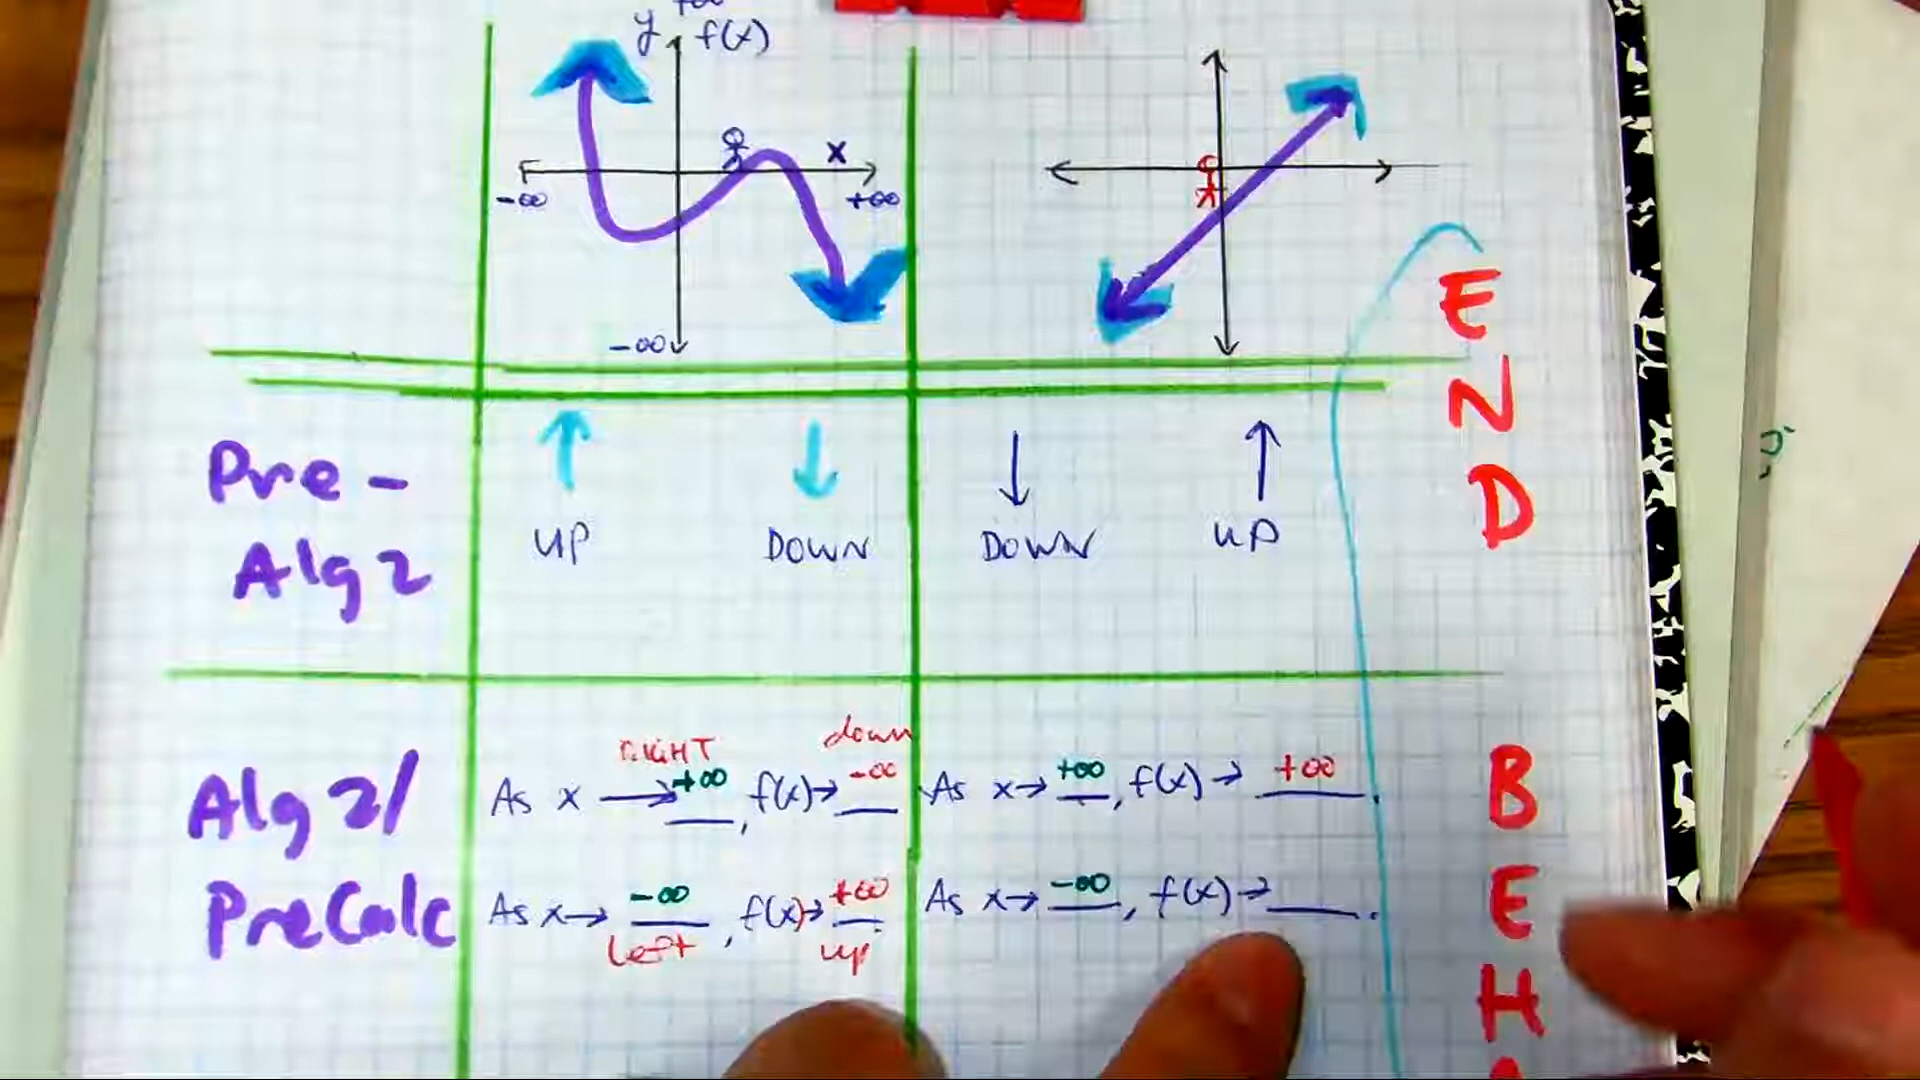 +∞
y f(x)
x
-∞ +∞
-∞
Pre-
Alg 2
UP DOWN DOWN UP
Alg 2/
PreCalc
RIGHT down
As x → +∞, f(x) → -∞
As x → -∞, f(x) → +∞
left up
As x → +∞, f(x) → +∞.
As x → -∞, f(x) → ___.
E
N
D
B
E
H